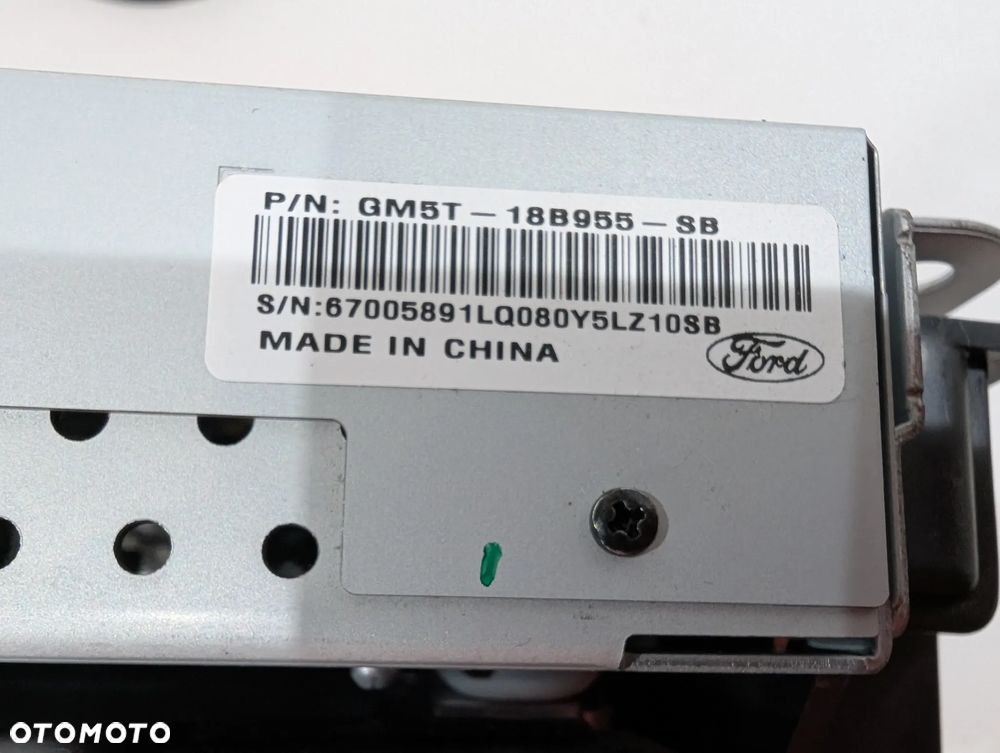 P/N: GM5T-18B955-SB
S/N:67005891LQ080Y5LZ10SB
MADE IN CHINA
Ford
OTOMOTO